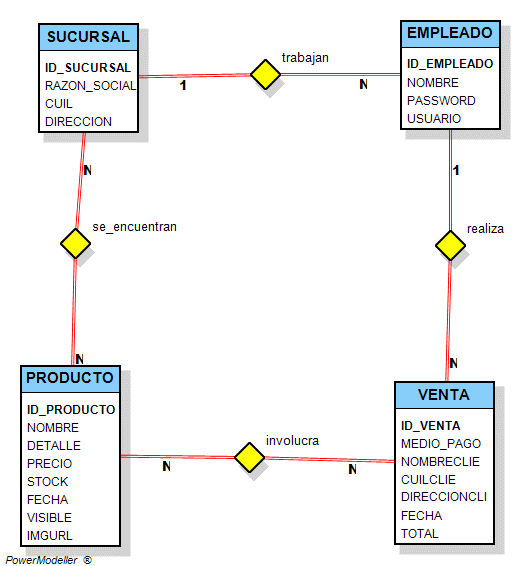 SUCURSAL
ID_SUCURSAL
RAZON_SOCIAL
CUIL
DIRECCION
trabajan
1
N
EMPLEADO
ID_EMPLEADO
NOMBRE
PASSWORD
USUARIO
N
se_encuentran
N
1
realiza
N
PRODUCTO
ID_PRODUCTO
NOMBRE
DETALLE
PRECIO
STOCK
FECHA
VISIBLE
IMGURL
involucra
N
N
VENTA
ID_VENTA
MEDIO_PAGO
NOMBRECLIE
CUILCLIE
DIRECCIONCLI
FECHA
TOTAL
PowerModeller ®